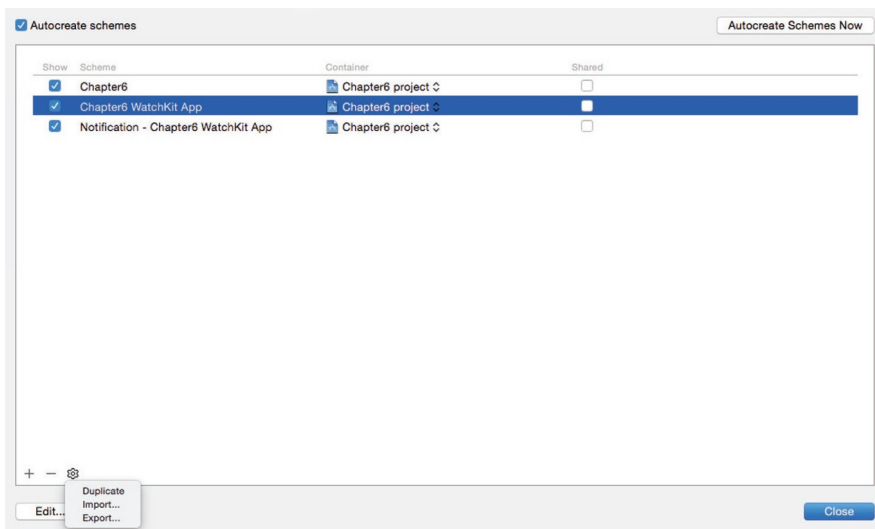 Autocreate schemes Autocreate Schemes Now
Show Scheme Container Shared
Chapter6 Chapter6 project
Chapter6 WatchKit App Chapter6 project
Notification - Chapter6 WatchKit App Chapter6 project
Duplicate
Import...
Export...
Edit... Close